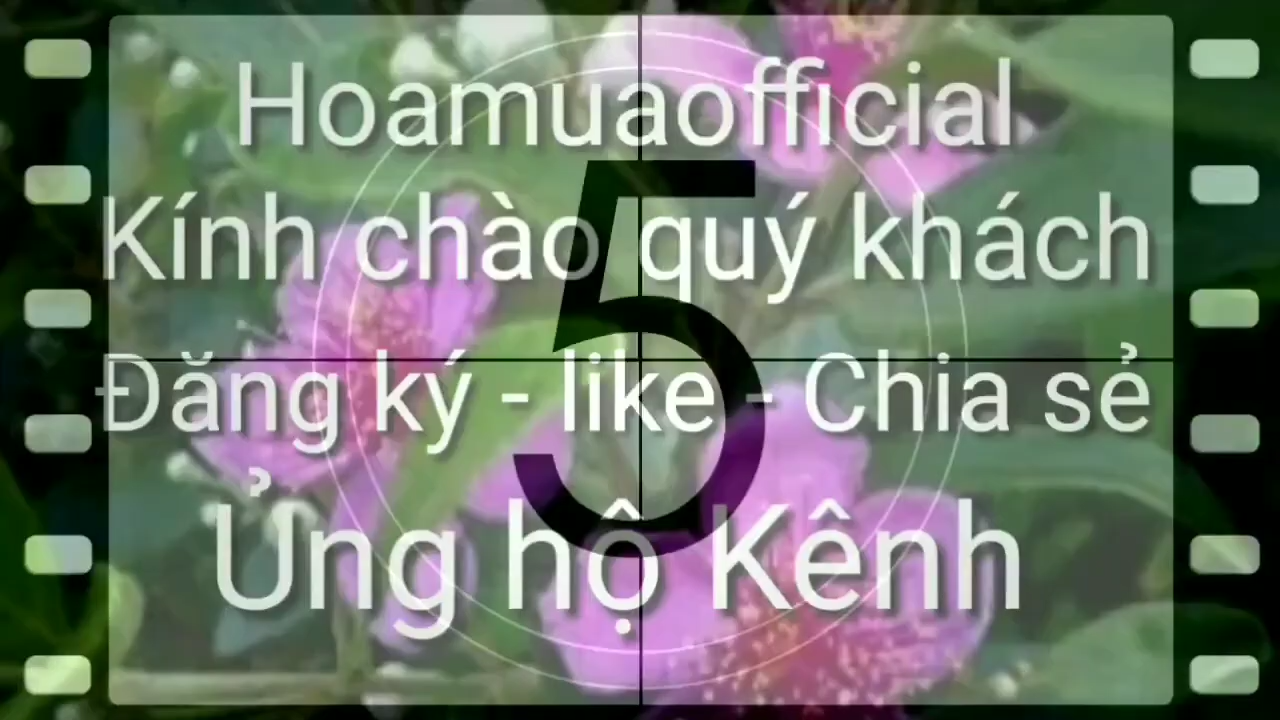 Hoamuaofficial
Kính chào quý khách
5
Đăng ký - like - Chia sẻ
Ủng hộ Kênh